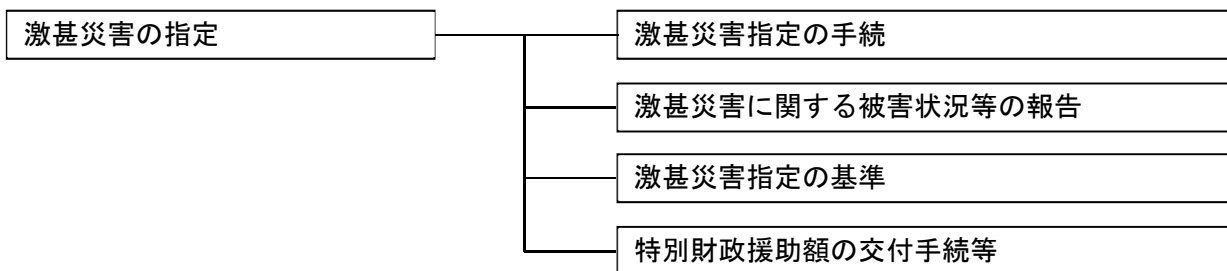 激甚災害の指定
激甚災害指定の手続
激甚災害に関する被害状況等の報告
激甚災害指定の基準
特別財政援助額の交付手続等